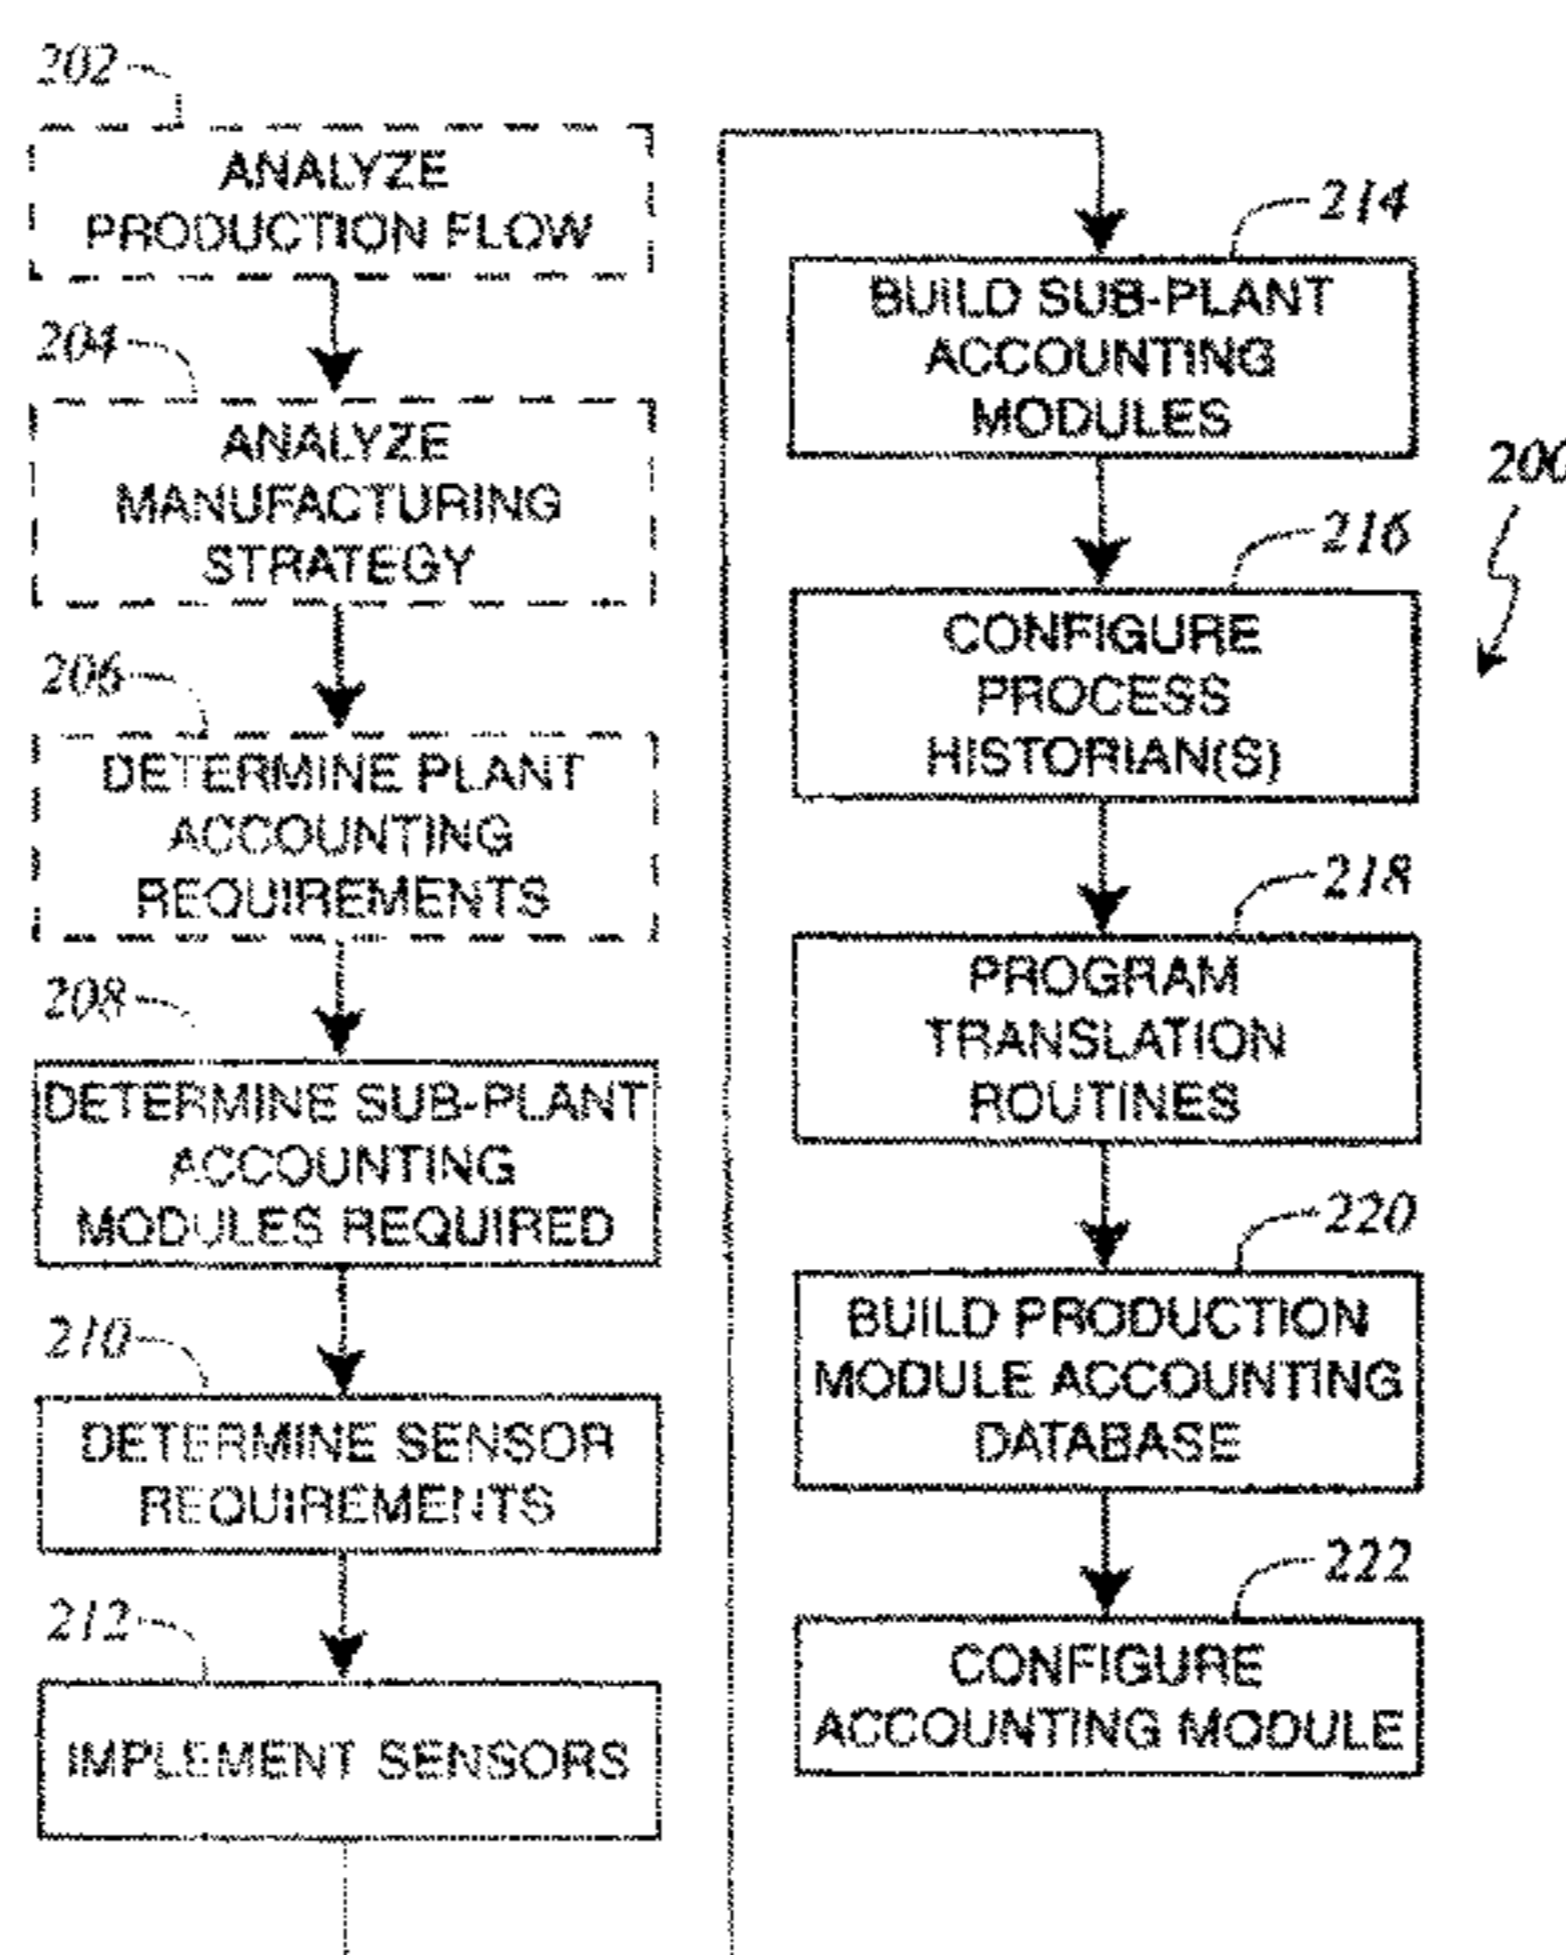 202
ANALYZE
PRODUCTION FLOW
204
ANALYZE
MANUFACTURING
STRATEGY
206
DETERMINE PLANT
ACCOUNTING
REQUIREMENTS
208
DETERMINE SUB-PLANT
ACCOUNTING
MODULES REQUIRED
210
DETERMINE SENSOR
REQUIREMENTS
212
IMPLEMENT SENSORS
214
BUILD SUB-PLANT
ACCOUNTING
MODULES
200
216
CONFIGURE
PROCESS
HISTORIAN(S)
218
PROGRAM
TRANSLATION
ROUTINES
220
BUILD PRODUCTION
MODULE ACCOUNTING
DATABASE
222
CONFIGURE
ACCOUNTING MODULE